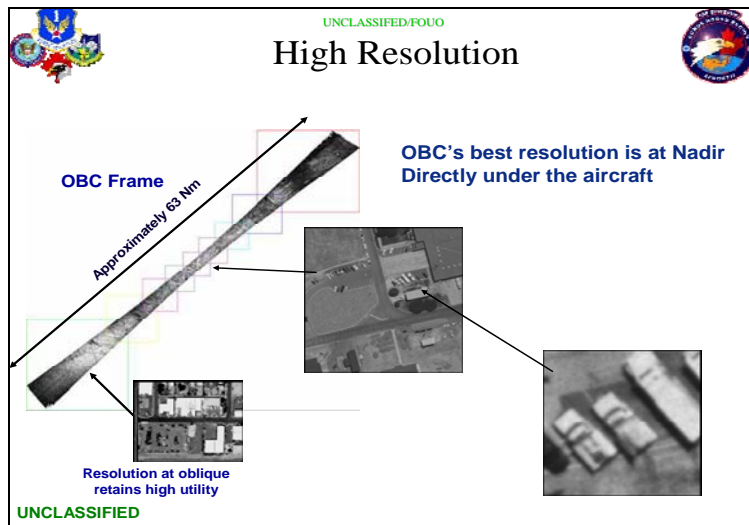 UNCLASSIFED/FOUO
High Resolution
OBC's best resolution is at Nadir
Directly under the aircraft
OBC Frame
Approximately 63 Nm
Resolution at oblique
retains high utility
UNCLASSIFIED